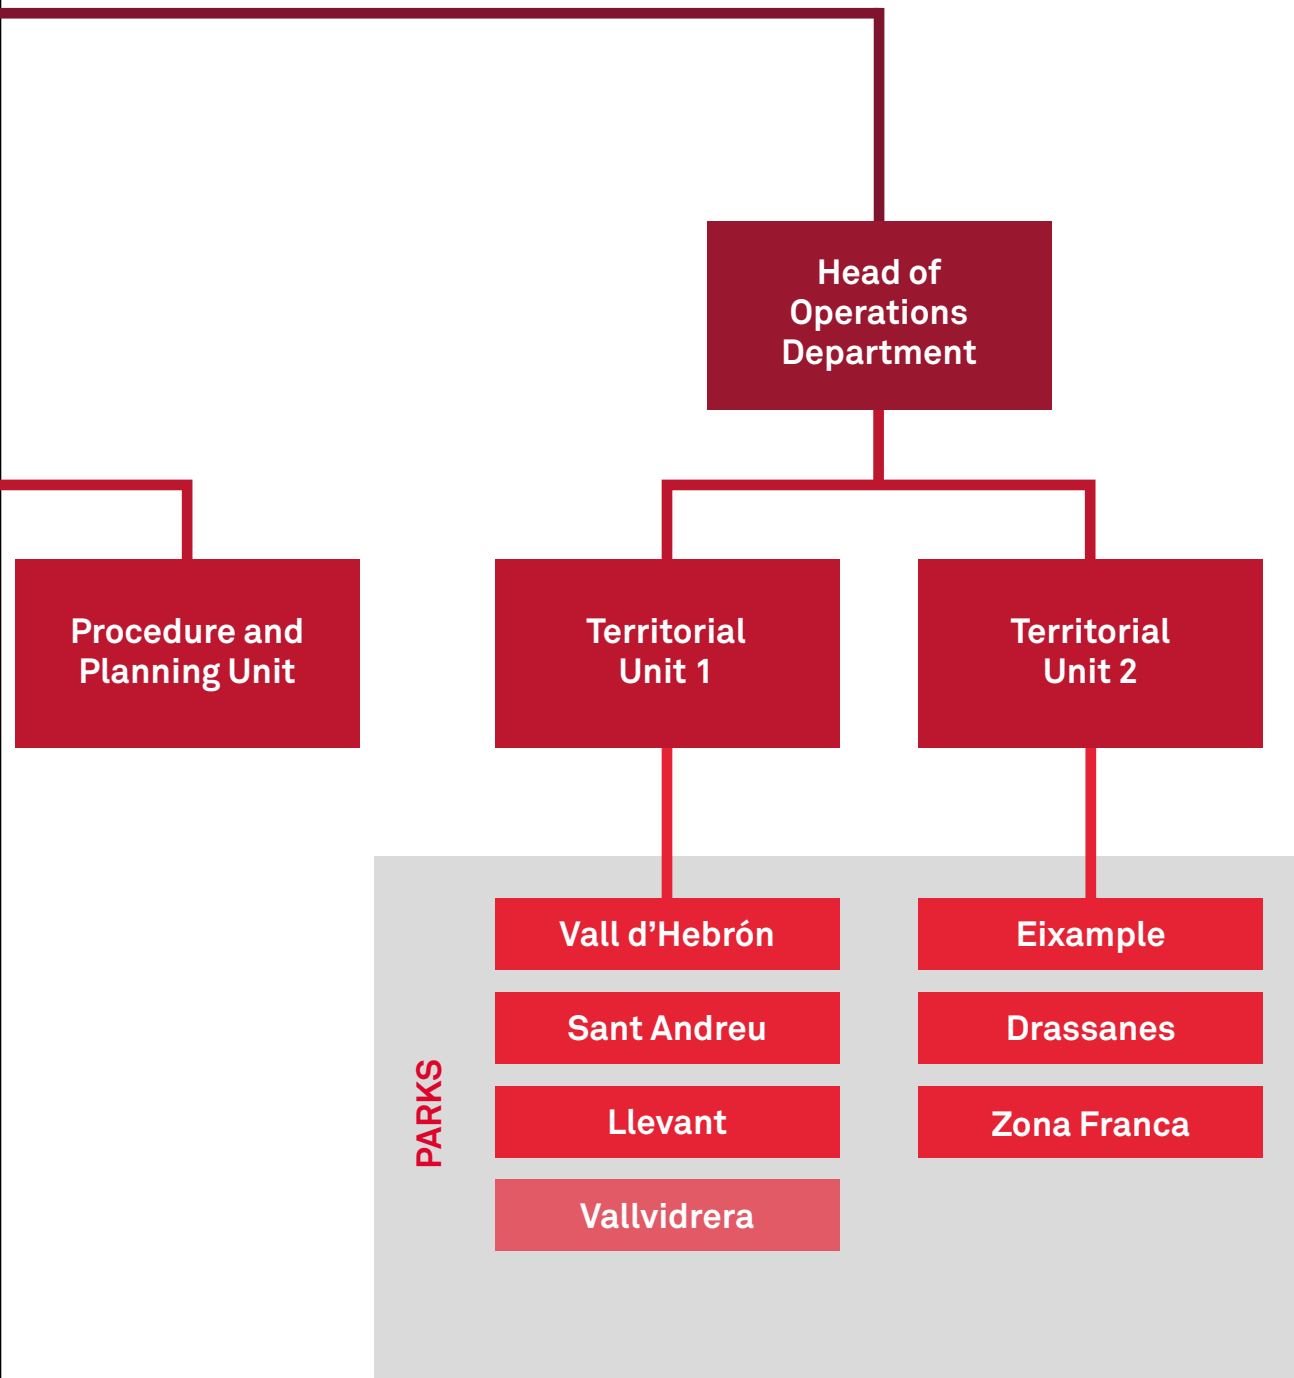 Head of
Operations
Department
Procedure and
Planning Unit
Territorial
Unit 1
Territorial
Unit 2
PARKS
Vall d’Hebrón
Sant Andreu
Llevant
Vallvidrera
Eixample
Drassanes
Zona Franca